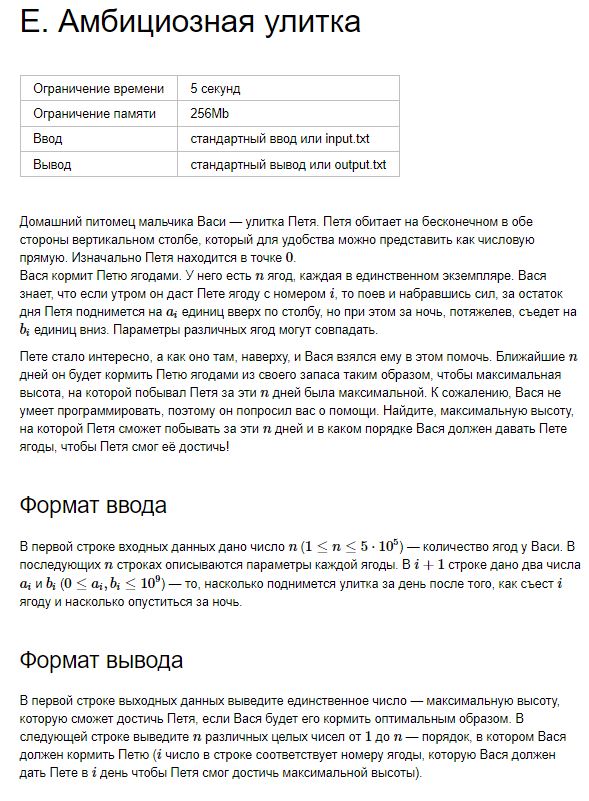 E. Амбициозная улитка
Ограничение времени 5 секунд
Ограничение памяти 256Mb
Ввод стандартный ввод или input.txt
Вывод стандартный вывод или output.txt
Домашний питомец мальчика Васи — улитка Петя. Петя обитает на бесконечном в обе
стороны вертикальном столбе, который для удобства можно представить как числовую
прямую. Изначально Петя находится в точке 0.
Вася кормит Петю ягодами. У него есть n ягод, каждая в единственном экземпляре. Вася
знает, что если утром он даст Пете ягоду с номером i, то поев и набравшись сил, за остаток
дня Петя поднимется на a_i единиц вверх по столбу, но при этом за ночь, потяжелев, съедет на
b_i единиц вниз. Параметры различных ягод могут совпадать.
Пете стало интересно, а как оно там, наверху, и Вася взялся ему в этом помочь. Ближайшие n
дней он будет кормить Петю ягодами из своего запаса таким образом, чтобы максимальная
высота, на которой побывал Петя за эти n дней была максимальной. К сожалению, Вася не
умеет программировать, поэтому он попросил вас о помощи. Найдите, максимальную высоту,
на которой Петя сможет побывать за эти n дней и в каком порядке Вася должен давать Пете
ягоды, чтобы Петя смог её достичь!
Формат ввода
В первой строке входных данных дано число n (1 ≤ n ≤ 5 · 10^5) — количество ягод у Васи. В
последующих n строках описываются параметры каждой ягоды. В i + 1 строке дано два числа
a_i и b_i (0 ≤ a_i, b_i ≤ 10^9) — то, насколько поднимется улитка за день после того, как съест i
ягоду и насколько опуститься за ночь.
Формат вывода
В первой строке выходных данных выведите единственное число — максимальную высоту,
которую сможет достичь Петя, если Вася будет его кормить оптимальным образом. В
следующей строке выведите n различных целых чисел от 1 до n — порядок, в котором Вася
должен кормить Петю (i число в строке соответствует номеру ягоды, которую Вася должен
дать Пете в i день чтобы Петя смог достичь максимальной высоты).